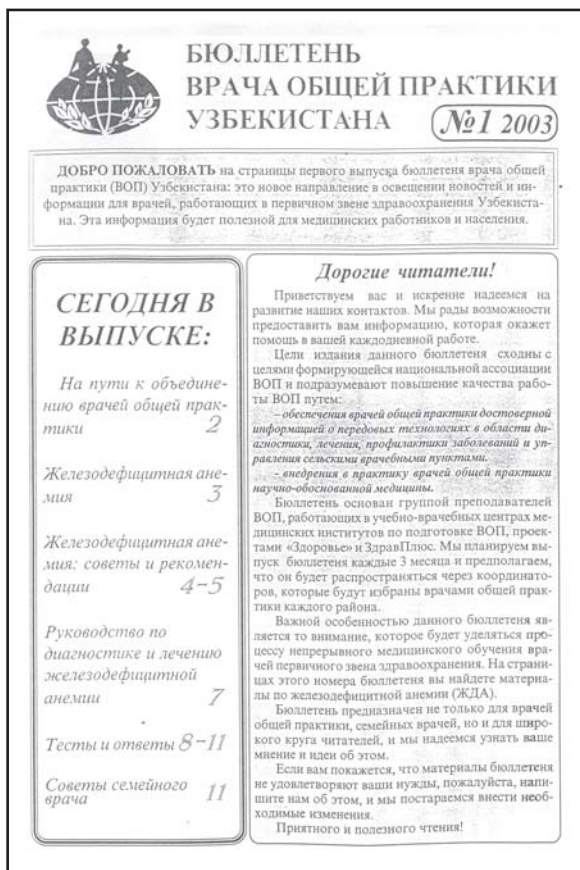 БЮЛЛЕТЕНЬ
ВРАЧА ОБЩЕЙ ПРАКТИКИ
УЗБЕКИСТАНА №1 2003
ДОБРО ПОЖАЛОВАТЬ на страницы первого выпуска бюллетеня врача общей
практики (ВОП) Узбекистана: это новое направление в освещении новостей и ин-
формации для врачей, работающих в первичном звене здравоохранения Узбекиста-
на. Эта информация будет полезной для медицинских работников и населения.
СЕГОДНЯ В
ВЫПУСКЕ:
На пути к объедине-
нию врачей общей прак-
тики 2
Железодефицитная ане-
мия 3
Железодефицитная ане-
мия: советы и рекомен-
дации 4-5
Руководство по
диагностике и лечению
железодефицитной
анемии 7
Тесты и ответы 8-11
Советы семейного
врача 11
Дорогие читатели!
Приветствуем вас и искренне надеемся на
развитие наших контактов. Мы рады возможности
предоставить вам информацию, которая окажет
помощь в вашей каждодневной работе.
Цели издания данного бюллетеня сходны с
целями формирующейся национальной ассоциации
ВОП и подразумевают повышение качества рабо-
ты ВОП путем:
- обеспечения врачей общей практики достоверной
информацией о передовых технологиях в области ди-
агностики, лечения, профилактики заболеваний и уп-
равления сельскими врачебными пунктами.
- внедрения в практику врачей общей практики
научно-обоснованной медицины.
Бюллетень основан группой преподавателей
ВОП, работающих в учебно-врачебных центрах ме-
дицинских институтов по подготовке ВОП, проек-
тами «Здоровье» и ЗдравПлюс. Мы планируем вы-
пуск бюллетеня каждые 3 месяца и предполагаем,
что он будет распространяться через координато-
ров, которые будут избраны врачами общей прак-
тики каждого района.
Важной особенностью данного бюллетеня яв-
ляется то внимание, которое будет уделяться про-
цессу непрерывного медицинского обучения вра-
чей первичного звена здравоохранения. На страни-
цах этого номера бюллетеня вы найдете материа-
лы по железодефицитной анемии (ЖДА).
Бюллетень предназначен не только для врачей
общей практики, семейных врачей, но и для широ-
кого круга читателей, и мы надеемся узнать ваше
мнение и идеи об этом.
Если вам покажется, что материалы бюллетеня
не удовлетворяют ваши нужды, пожалуйста, напи-
шите нам об этом, и мы постараемся внести необ-
ходимые изменения.
Приятного и полезного чтения!